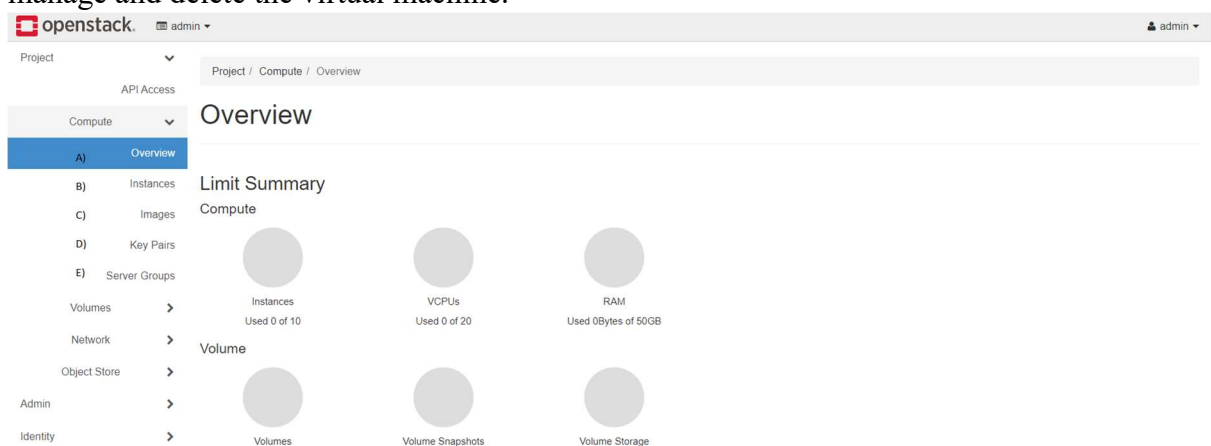 manage and delete the virtual machine.
openstack. admin admin
Project
API Access
Compute
A) Overview
B) Instances
C) Images
D) Key Pairs
E) Server Groups
Volumes
Network
Object Store
Admin
Identity
Project / Compute / Overview
Overview
Limit Summary
Compute
Instances VCPUs RAM
Used 0 of 10 Used 0 of 20 Used 0Bytes of 50GB
Volume
Volumes Volume Snapshots Volume Storage